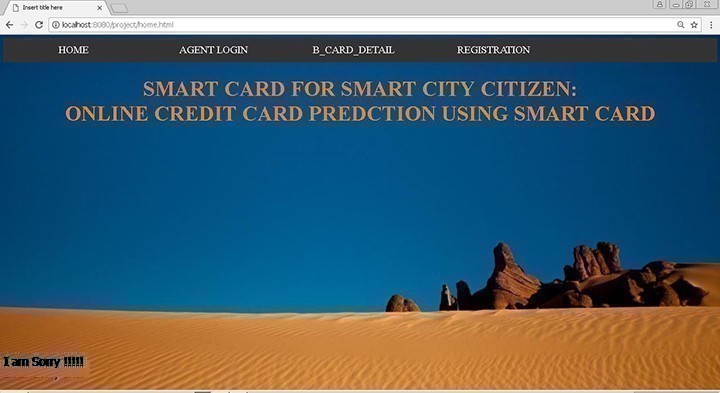 Insert title here
localhost:8080/project/home.html
HOME AGENT LOGIN B_CARD_DETAIL REGISTRATION
SMART CARD FOR SMART CITY CITIZEN:
ONLINE CREDIT CARD PREDCTION USING SMART CARD
I am Sorry !!!!!